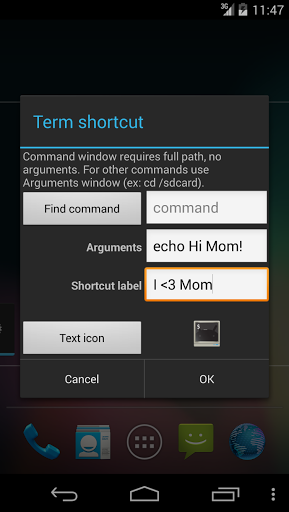 3G 11:47
Term shortcut
Command window requires full path, no
arguments. For other commands use
Arguments window (ex: cd /sdcard).
Find command command
Arguments echo Hi Mom!
Shortcut label I <3 Mom
Text icon $
Cancel OK